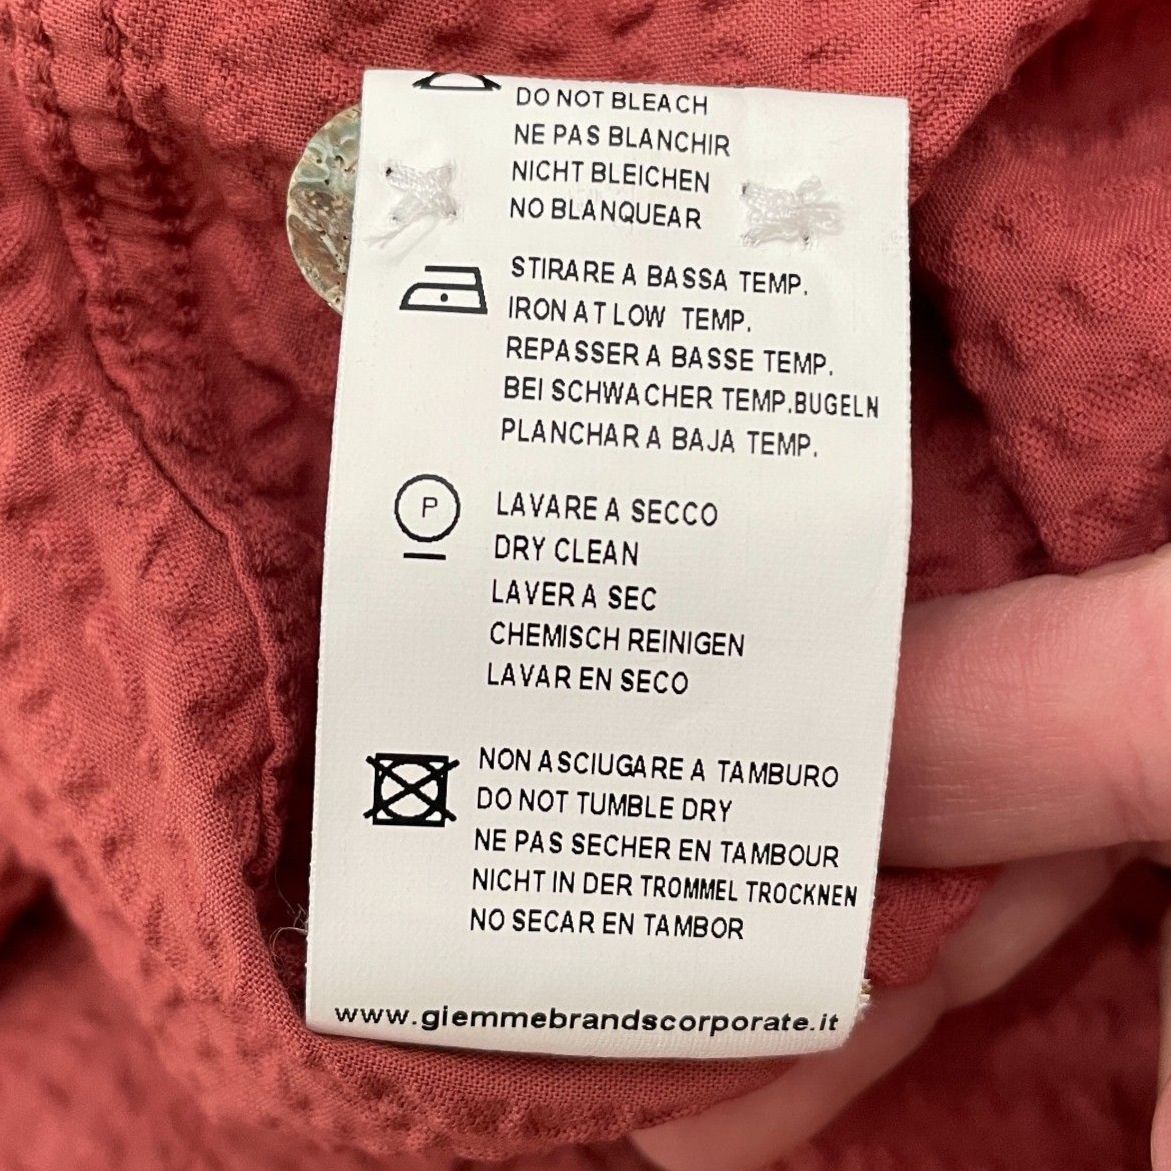 DO NOT BLEACH
NE PAS BLANCHIR
NICHT BLEICHEN
NO BLANQUEAR
STIRARE A BASSA TEMP.
IRON AT LOW TEMP.
REPASSER A BASSE TEMP.
BEI SCHWACHER TEMP.BUGELN
PLANCHAR A BAJA TEMP.
P
LAVARE A SECCO
DRY CLEAN
LAVER A SEC
CHEMISCH REINIGEN
LAVAR EN SECO
NON ASCIUGARE A TAMBURO
DO NOT TUMBLE DRY
NE PAS SECHER EN TAMBOUR
NICHT IN DER TROMMEL TROCKNEN
NO SECAR EN TAMBOR
www.giemmebrandscorporate.it